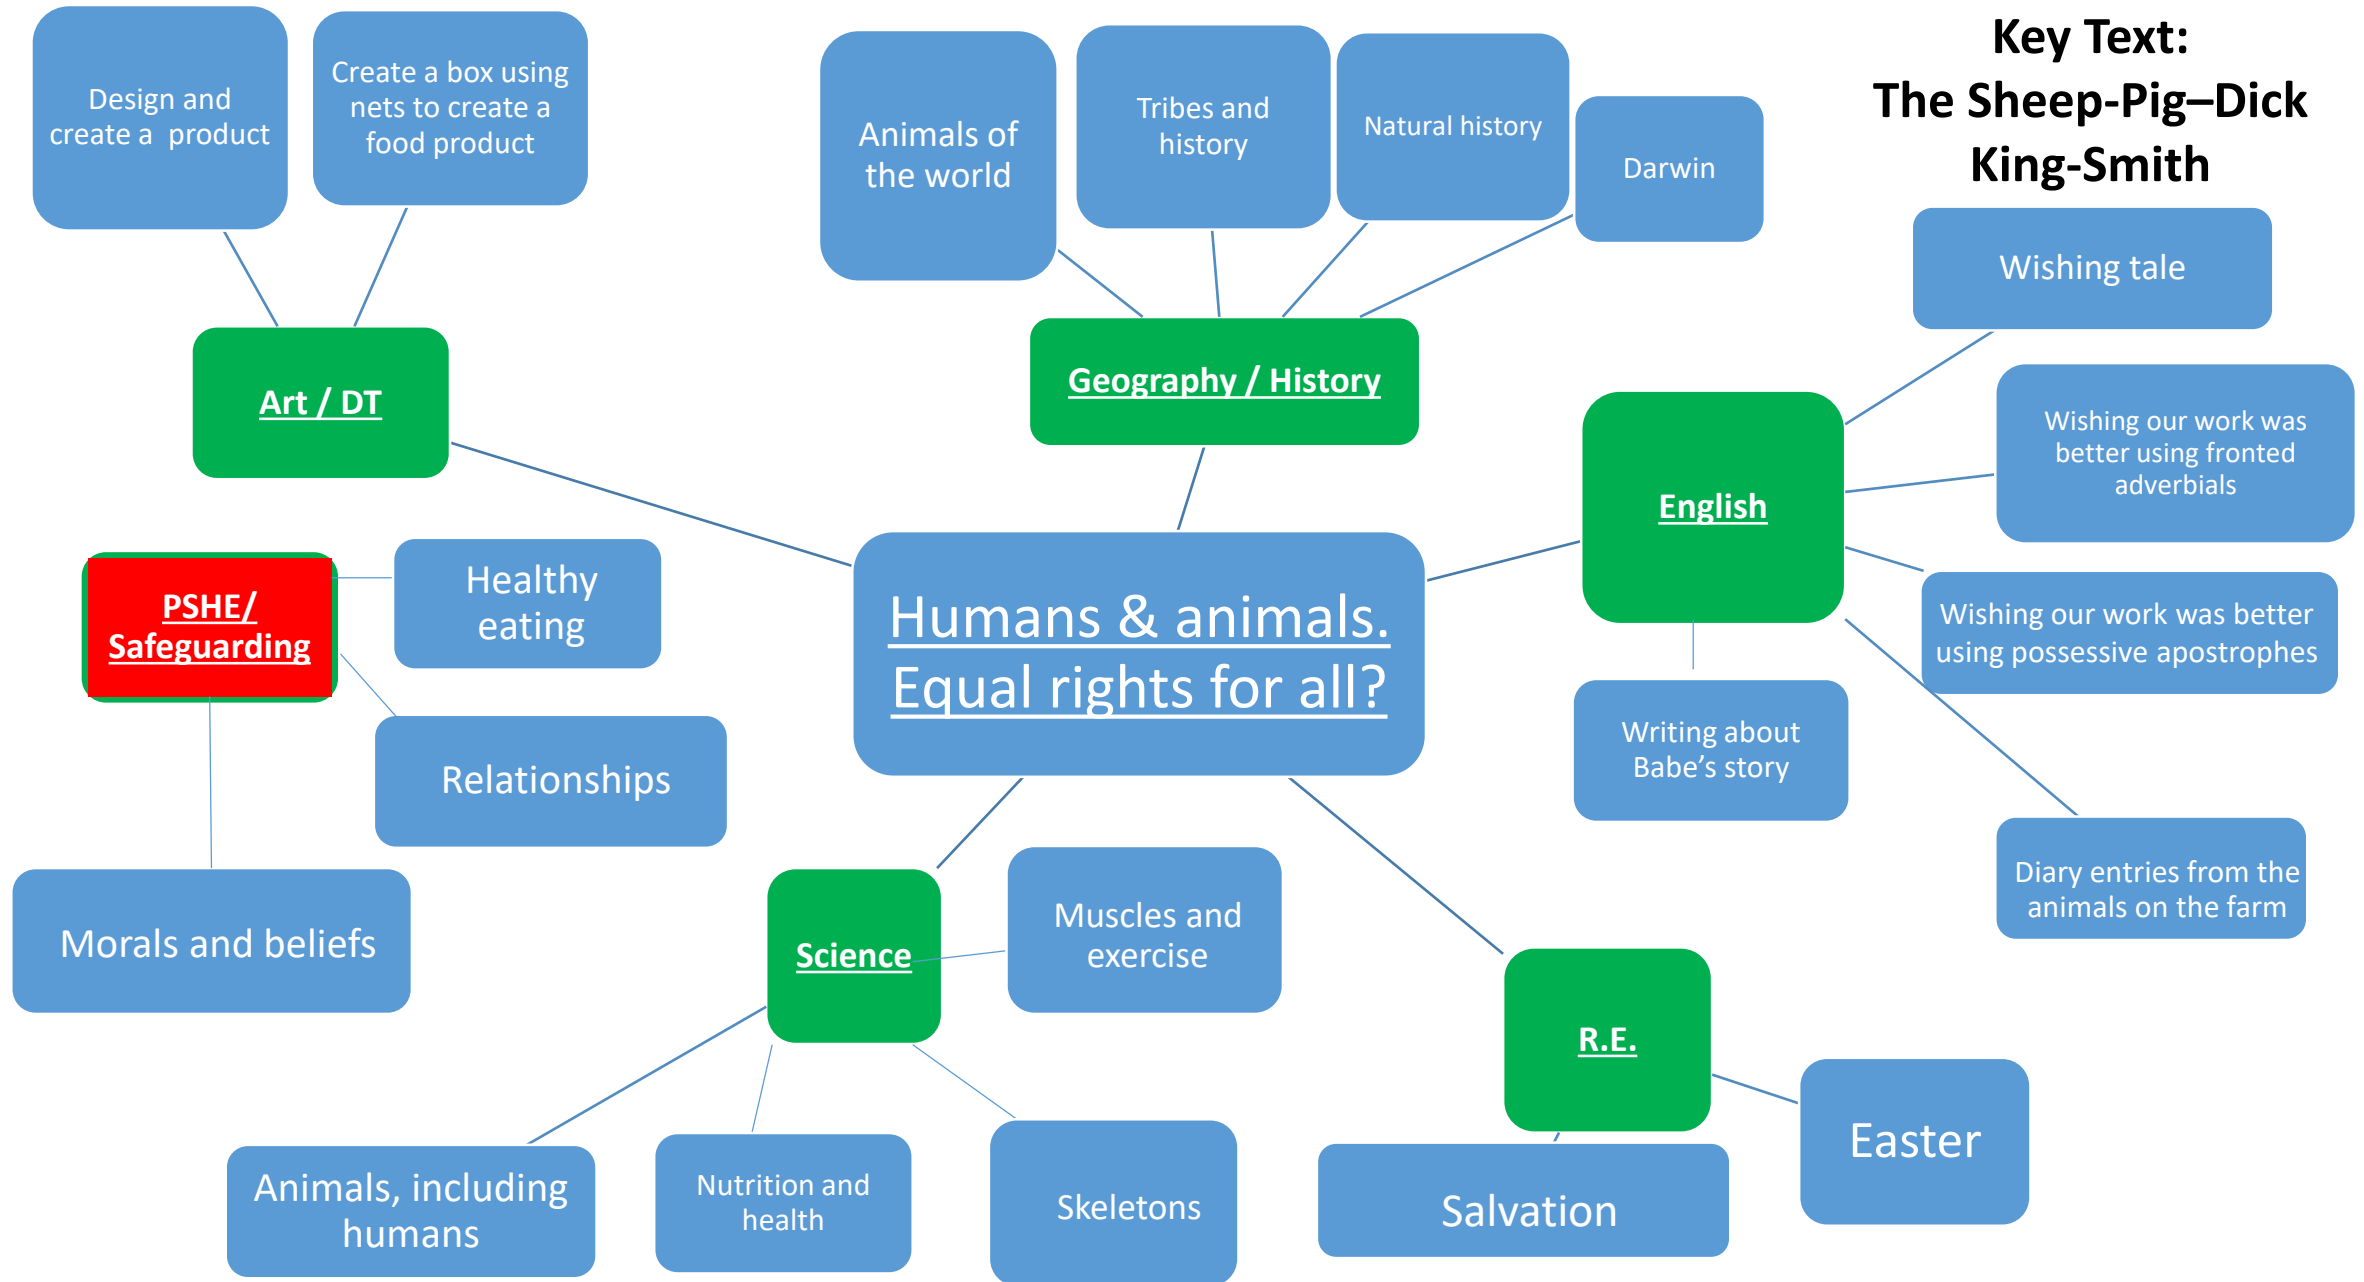 Key Text:
The Sheep-Pig–Dick
King-Smith
Design and
create a product
Create a box using
nets to create a
food product
Animals of
the world
Tribes and
history
Natural history
Darwin
Wishing tale
Art / DT
Geography / History
English
Wishing our work was
better using fronted
adverbials
PSHE/
Safeguarding
Healthy
eating
Humans & animals.
Equal rights for all?
Wishing our work was better
using possessive apostrophes
Relationships
Writing about
Babe’s story
Morals and beliefs
Science
Muscles and
exercise
Diary entries from the
animals on the farm
R.E.
Animals, including
humans
Nutrition and
health
Skeletons
Salvation
Easter